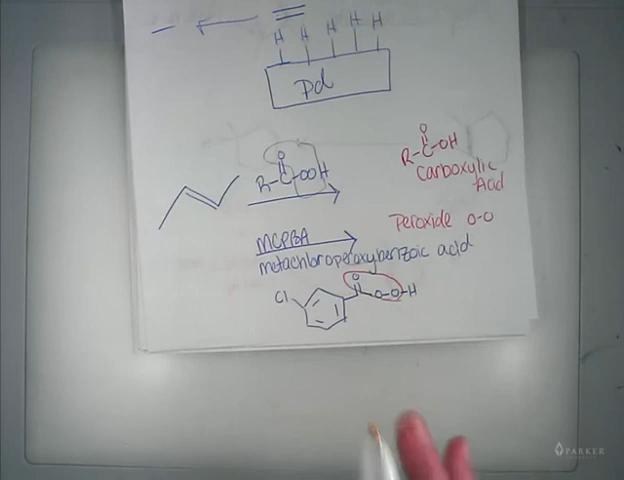 H H H H H
Pd
O
R-C-OOH
O
R-C-OH
Carboxylic
Acid
MCPBA
Peroxide O-O
metachloroperoxybenzoic acid
Cl O O-O-H
PARKER